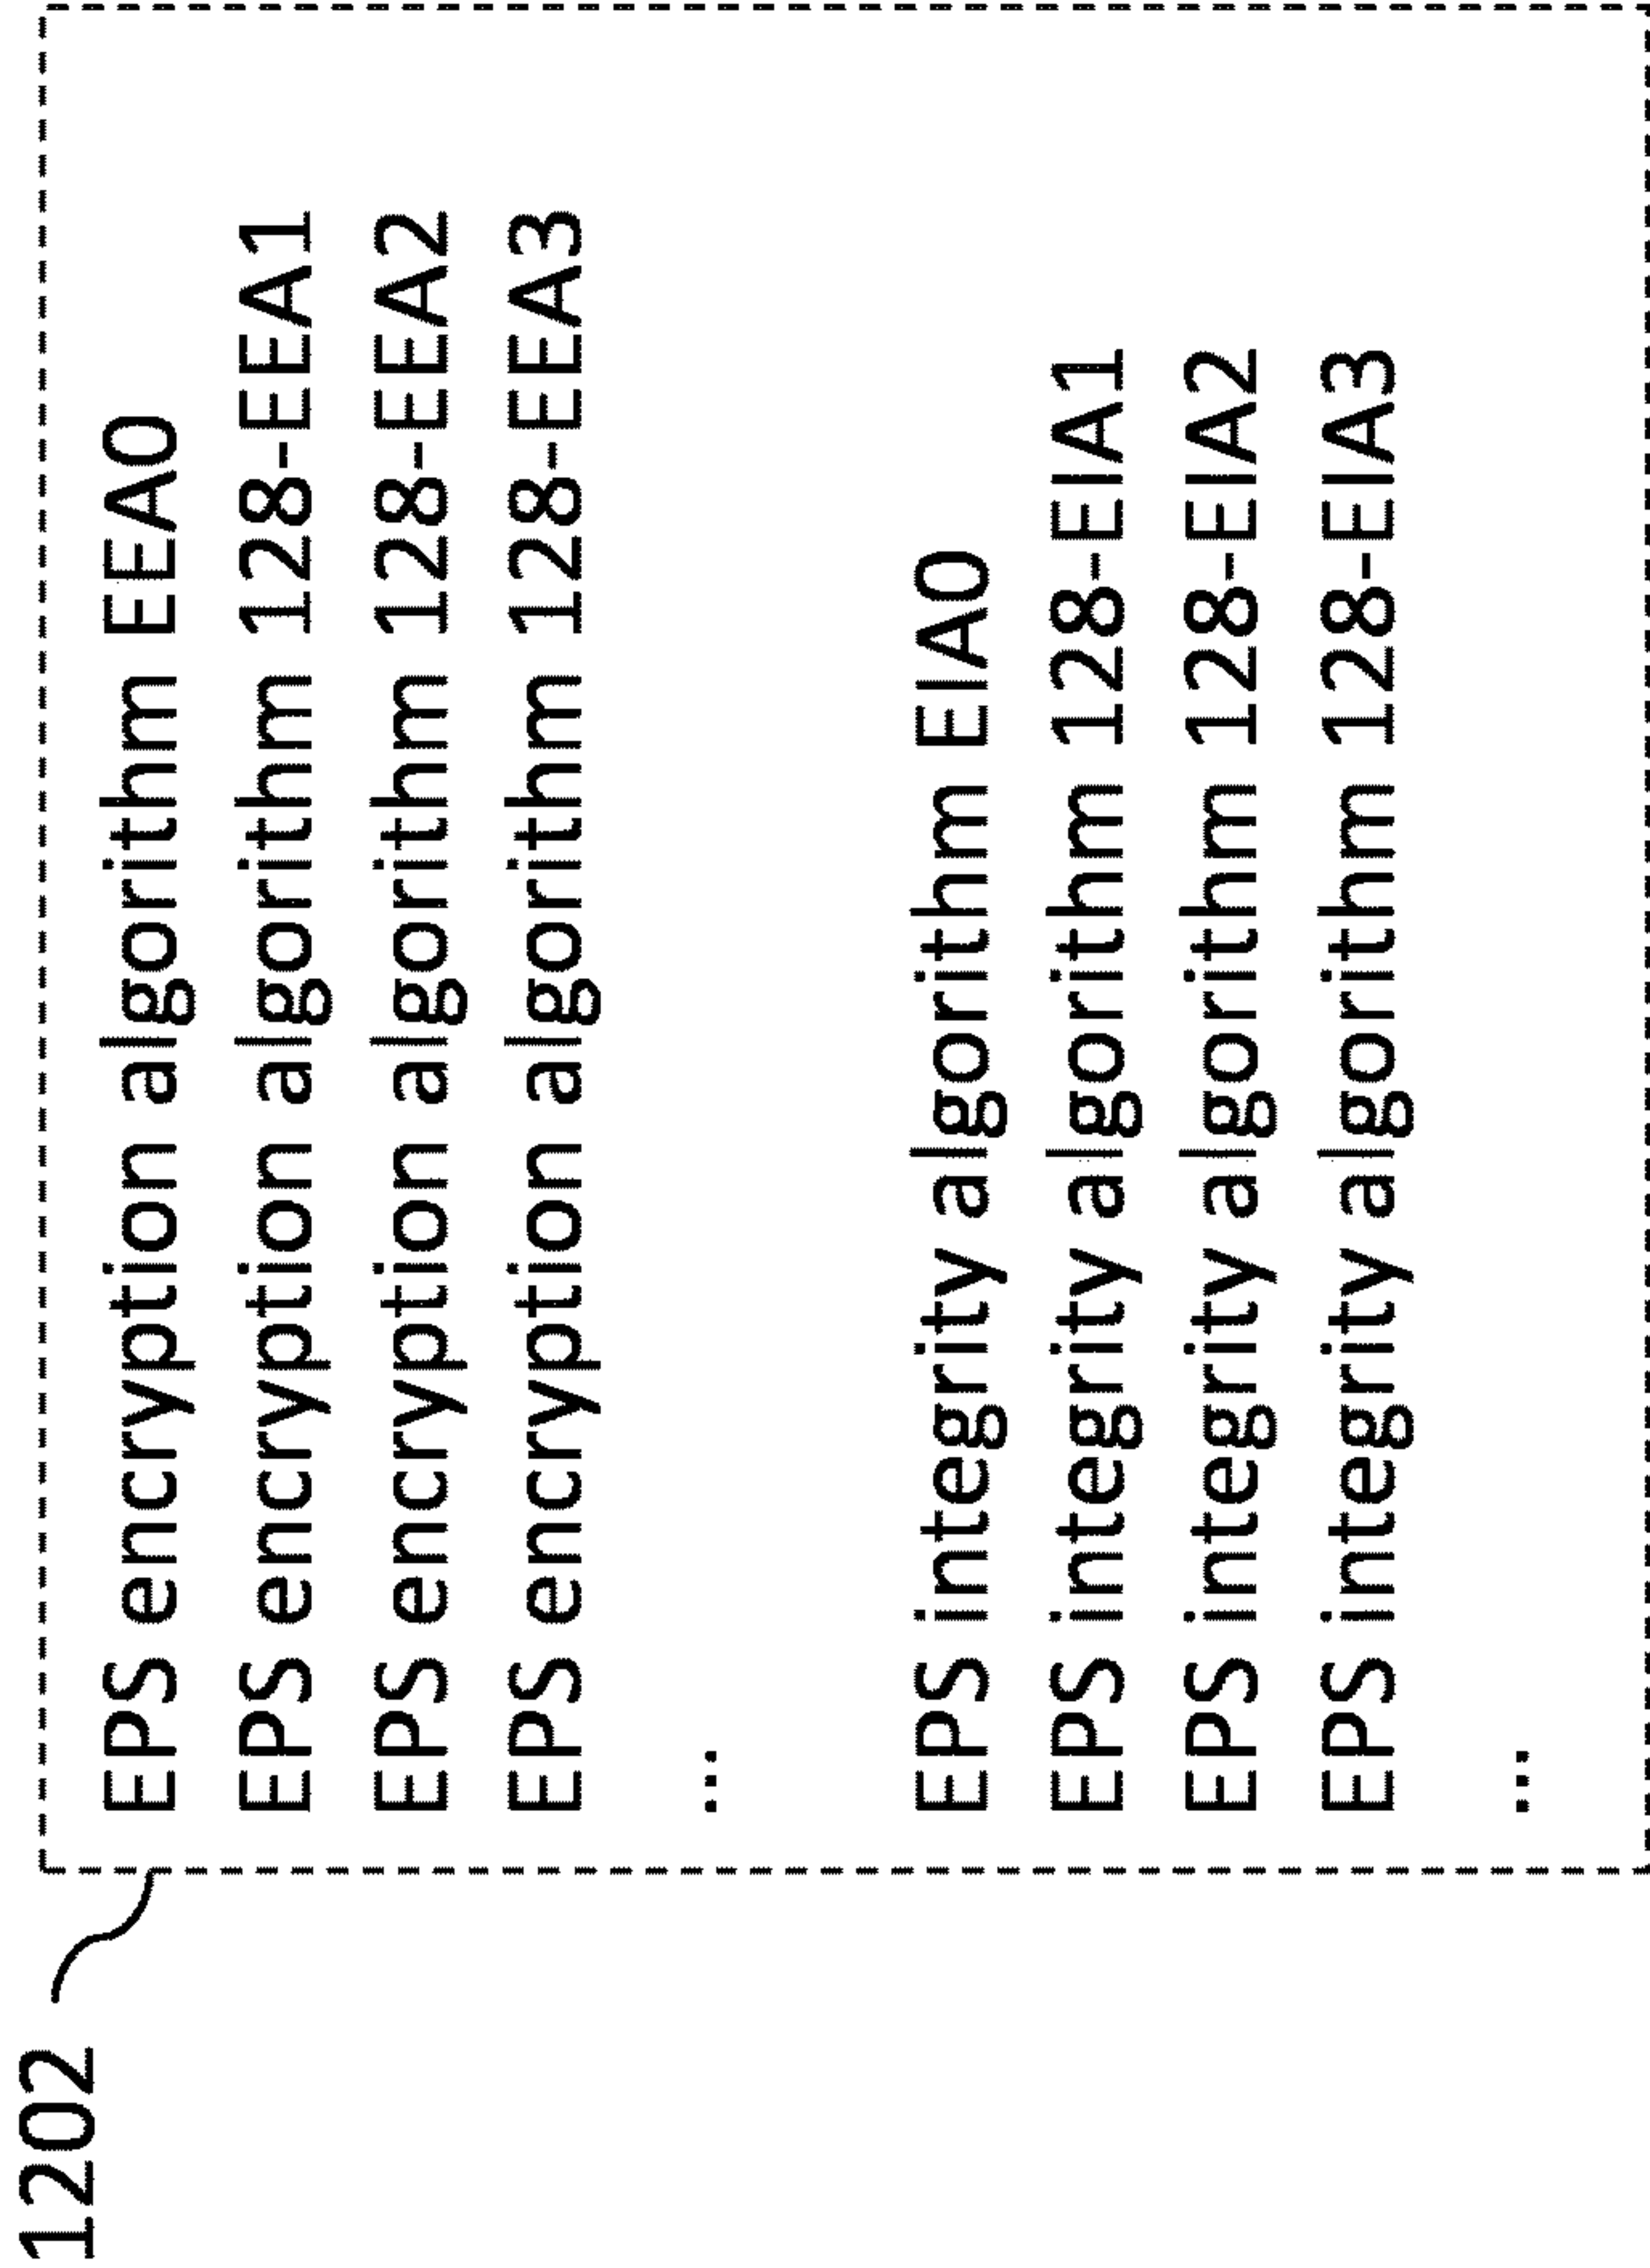 1202
EPS encryption algorithm EEA0
EPS encryption algorithm 128-EEA1
EPS encryption algorithm 128-EEA2
EPS encryption algorithm 128-EEA3
...
EPS integrity algorithm EIA0
EPS integrity algorithm 128-EIA1
EPS integrity algorithm 128-EIA2
EPS integrity algorithm 128-EIA3
...